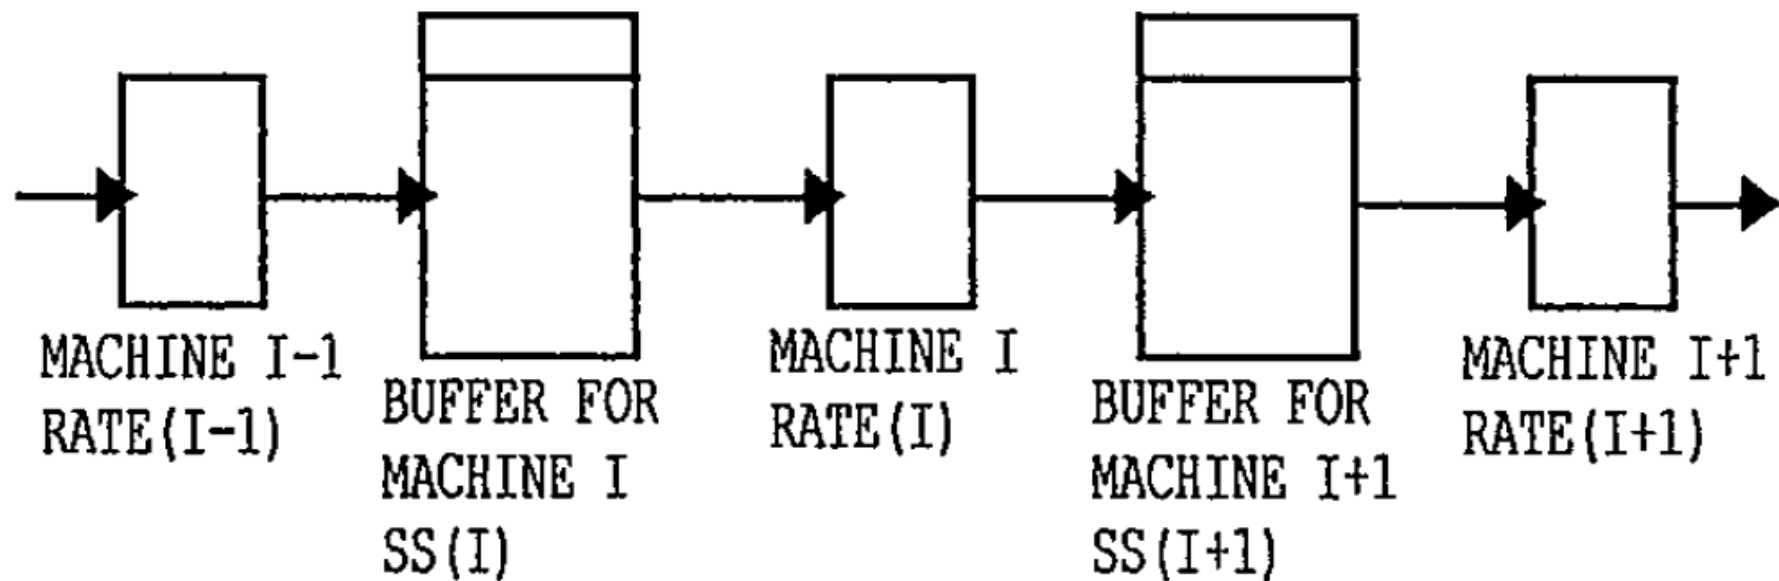 MACHINE I-1
RATE(I-1)
BUFFER FOR
MACHINE I
SS(I)
MACHINE I
RATE(I)
BUFFER FOR
MACHINE I+1
SS(I+1)
MACHINE I+1
RATE(I+1)